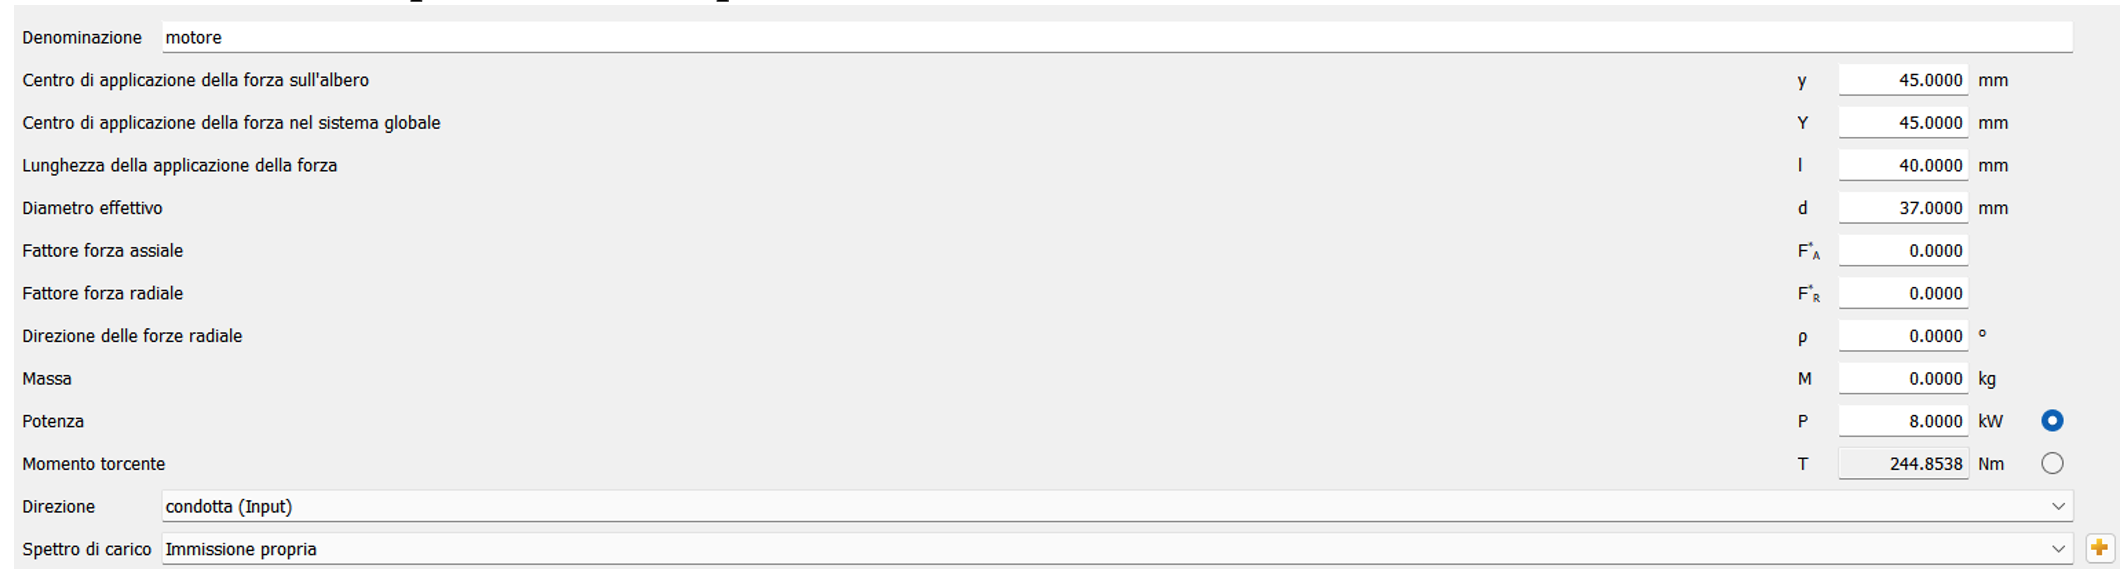 Denominazione motore
Centro di applicazione della forza sull'albero y 45.0000 mm
Centro di applicazione della forza nel sistema globale Y 45.0000 mm
Lunghezza della applicazione della forza l 40.0000 mm
Diametro effettivo d 37.0000 mm
Fattore forza assiale F*A 0.0000
Fattore forza radiale F*R 0.0000
Direzione delle forze radiale ρ 0.0000 °
Massa M 0.0000 kg
Potenza P 8.0000 kW
Momento torcente T 244.8538 Nm
Direzione condotta (Input)
Spettro di carico Immissione propria